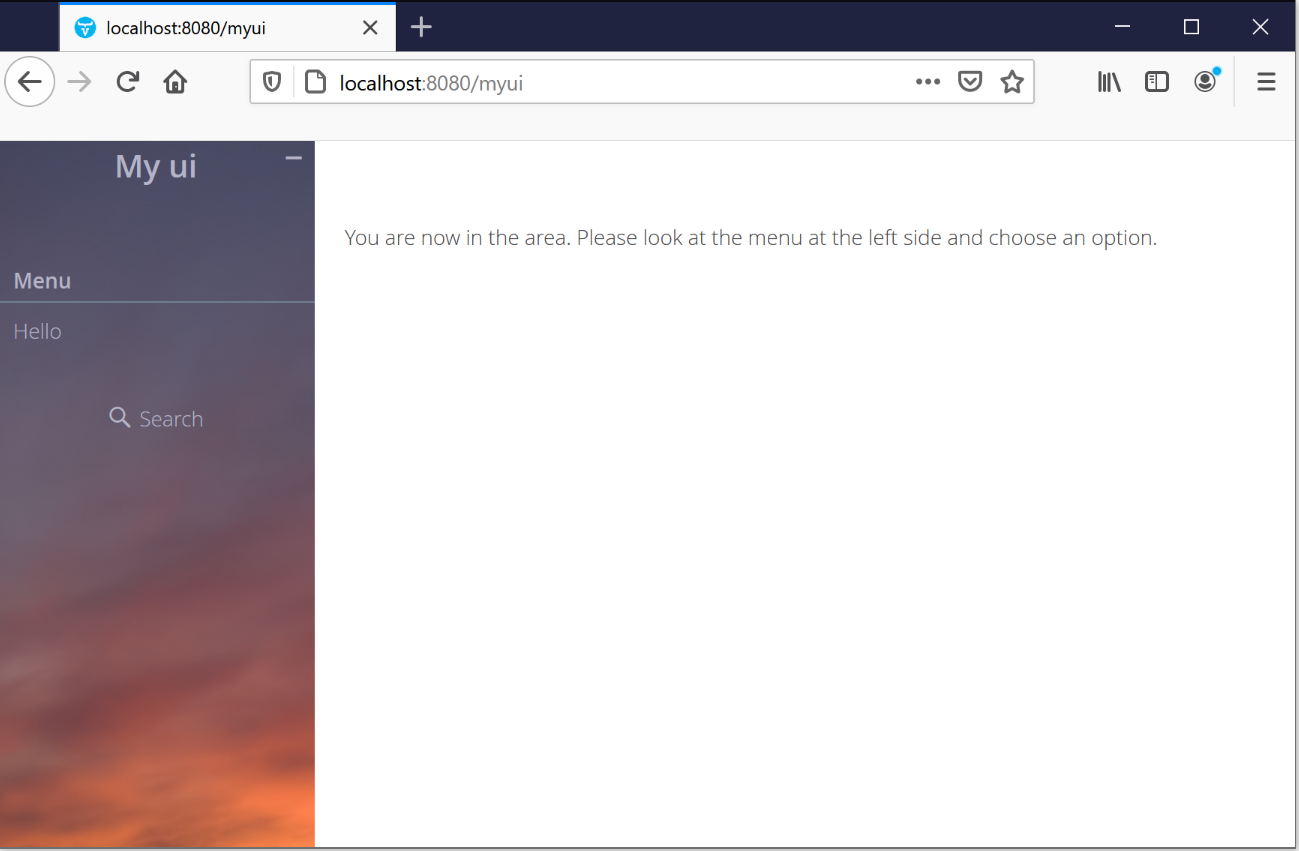 localhost:8080/myui
localhost:8080/myui
My ui
Menu
Hello
Search
You are now in the area. Please look at the menu at the left side and choose an option.